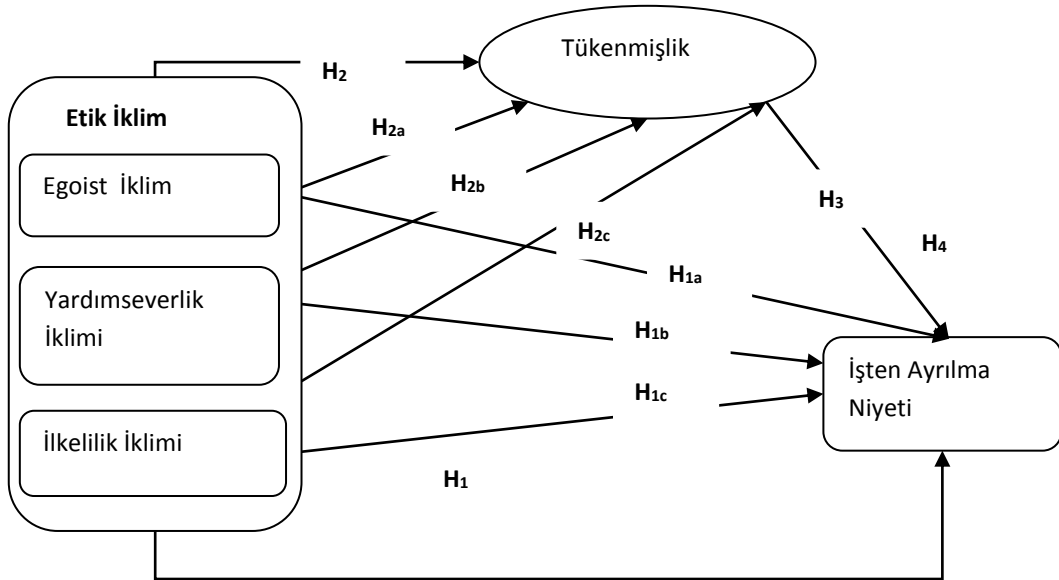 Tükenmişlik
H2
Etik İklim
H2a
Egoist İklim
H2b
H3
H2c
H4
H1a
Yardımseverlik
İklimi
H1b
İşten Ayrılma
Niyeti
H1c
İlkelilik İklimi
H1